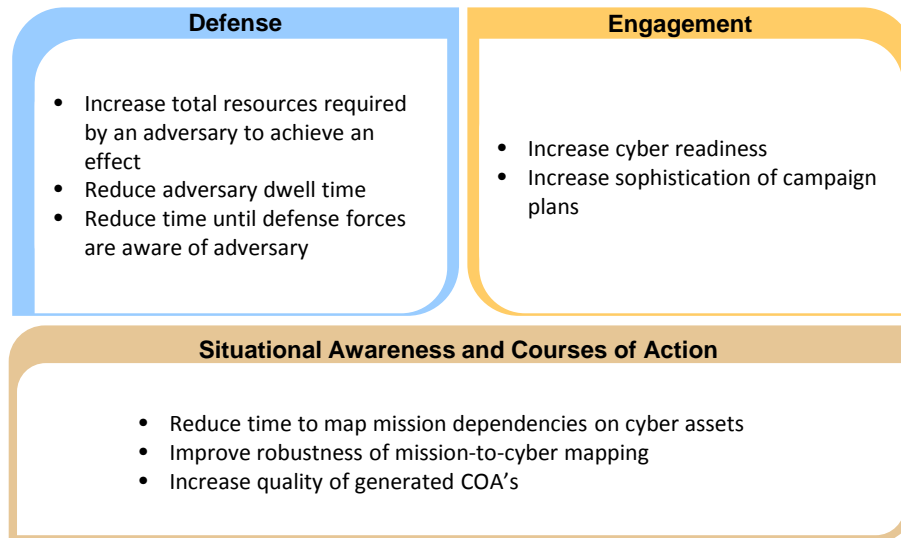 Defense
• Increase total resources required
by an adversary to achieve an
effect
• Reduce adversary dwell time
• Reduce time until defense forces
are aware of adversary
Engagement
• Increase cyber readiness
• Increase sophistication of campaign
plans
Situational Awareness and Courses of Action
• Reduce time to map mission dependencies on cyber assets
• Improve robustness of mission-to-cyber mapping
• Increase quality of generated COA’s